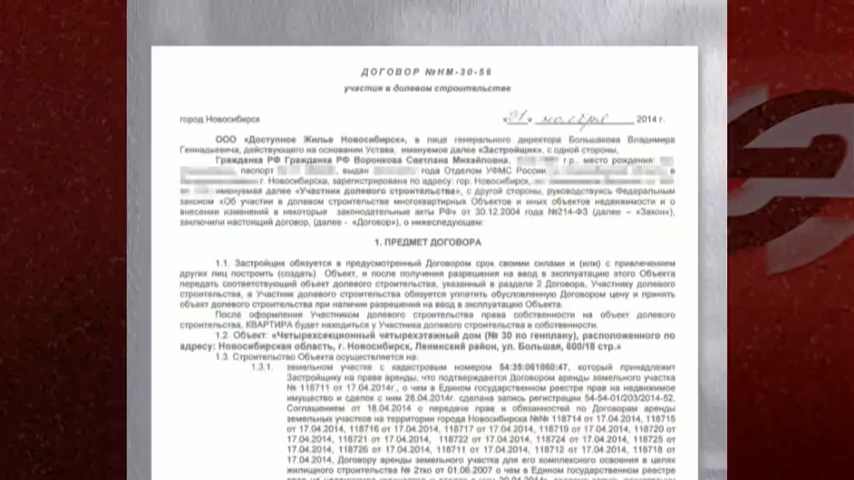 ДОГОВОР №НМ-30-56
участия в долевом строительстве
город Новосибирск «01» ноября 2014 г.
ООО «Доступное Жилье Новосибирск», в лице генерального директора Большакова Владимира
Геннадьевича, действующего на основании Устава, именуемое далее «Застройщик», с одной стороны,
Гражданка РФ Гражданка РФ Воронкова Светлана Михайловна, г.р., место рождения:
паспорт выдан года Отделом УФМС России в
г. Новосибирска, зарегистрирована по адресу: гор. Новосибирск,
именуемая далее «Участник долевого строительства», с другой стороны, руководствуясь Федеральным
законом «Об участии в долевом строительстве многоквартирных Объектов и иных объектов недвижимости и о
внесении изменений в некоторые законодательные акты РФ» от 30.12.2004 года №214-ФЗ (далее – «Закон»),
заключили настоящий договор, (далее - «Договор»), о нижеследующем:
1. ПРЕДМЕТ ДОГОВОРА
1.1. Застройщик обязуется в предусмотренный Договором срок своими силами и (или) с привлечением
других лиц построить (создать) Объект, и после получения разрешения на ввод в эксплуатацию этого Объекта
передать соответствующий объект долевого строительства, указанный в разделе 2 Договора, Участнику долевого
строительства, а Участник долевого строительства обязуется уплатить обусловленную Договором цену и принять
объект долевого строительства при наличии разрешения на ввод в эксплуатацию Объекта.
После оформления Участником долевого строительства права собственности на объект долевого
строительства, КВАРТИРА будет находиться у Участника долевого строительства в собственности.
1.2. Объект: «Четырехсекционный четырехэтажный дом (№ 30 по генплану), расположенного по
адресу: Новосибирская область, г. Новосибирск, Ленинский район, ул. Большая, 600/18 стр.»
1.3. Строительство Объекта осуществляется на:
1.3.1. земельном участке с кадастровым номером 54:35:061060:47, который принадлежит
Застройщику на праве аренды, что подтверждается Договором аренды земельного участка
№ 118711 от 17.04.2014г., о чем в Едином государственном реестре прав на недвижимое
имущество и сделок с ним 28.04.2014г. сделана запись регистрации 54-54-01/203/2014-52,
Соглашением от 18.04.2014 о передаче прав и обязанностей по Договорам аренды
земельных участков на территории города Новосибирска №№ 118714 от 17.04.2014, 118715
от 17.04.2014, 118716 от 17.04.2014, 118717 от 17.04.2014, 118719 от 17.04.2014, 118720 от
17.04.2014, 118721 от 17.04.2014, 118722 от 17.04.2014, 118724 от 17.04.2014, 118725 от
17.04.2014, 118726 от 17.04.2014, 118711 от 17.04.2014, 118712 от 17.04.2014, 118718 от
17.04.2014, Договору аренды земельного участка для его комплексного освоения в целях
жилищного строительства № 2тко от 01.06.2007 о чем в Едином государственном реестре